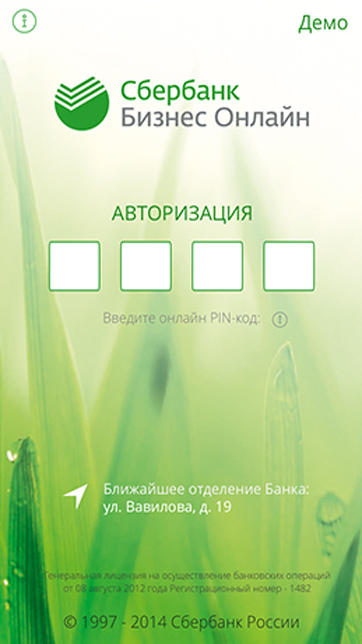 Демо
Сбербанк
Бизнес Онлайн
АВТОРИЗАЦИЯ
Введите онлайн PIN-код:
Ближайшее отделение Банка:
ул. Вавилова, д. 19
Генеральная лицензия на осуществление банковских операций
от 08 августа 2012 года Регистрационный номер - 1482
© 1997 - 2014 Сбербанк России